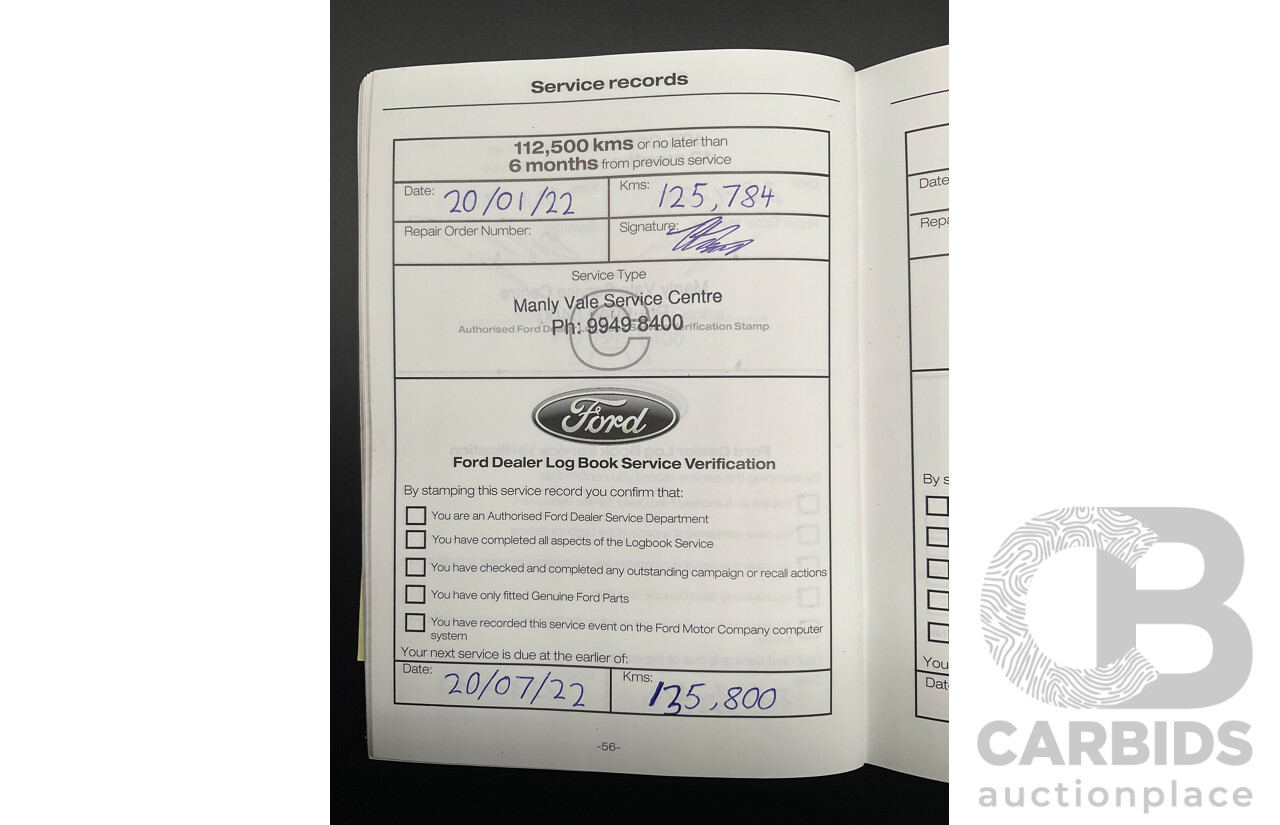 Service records
112,500 kms or no later than
6 months from previous service
Date: 20/01/22 Kms: 125,784
Repair Order Number: Signature:
Service Type
Manly Vale Service Centre
Ph: 9949 8400
Authorised Ford Verification Stamp
C
Ford
Ford Dealer Log Book Service Verification
By stamping this service record you confirm that:
You are an Authorised Ford Dealer Service Department
You have completed all aspects of the Logbook Service
You have checked and completed any outstanding campaign or recall actions
You have only fitted Genuine Ford Parts
You have recorded this service event on the Ford Motor Company computer
system
Your next service is due at the earlier of:
Date: 20/07/22 Kms: 135,800
-56-
Date
Repa
By s
You
Dat
CB
CARBIDS
auctionplace